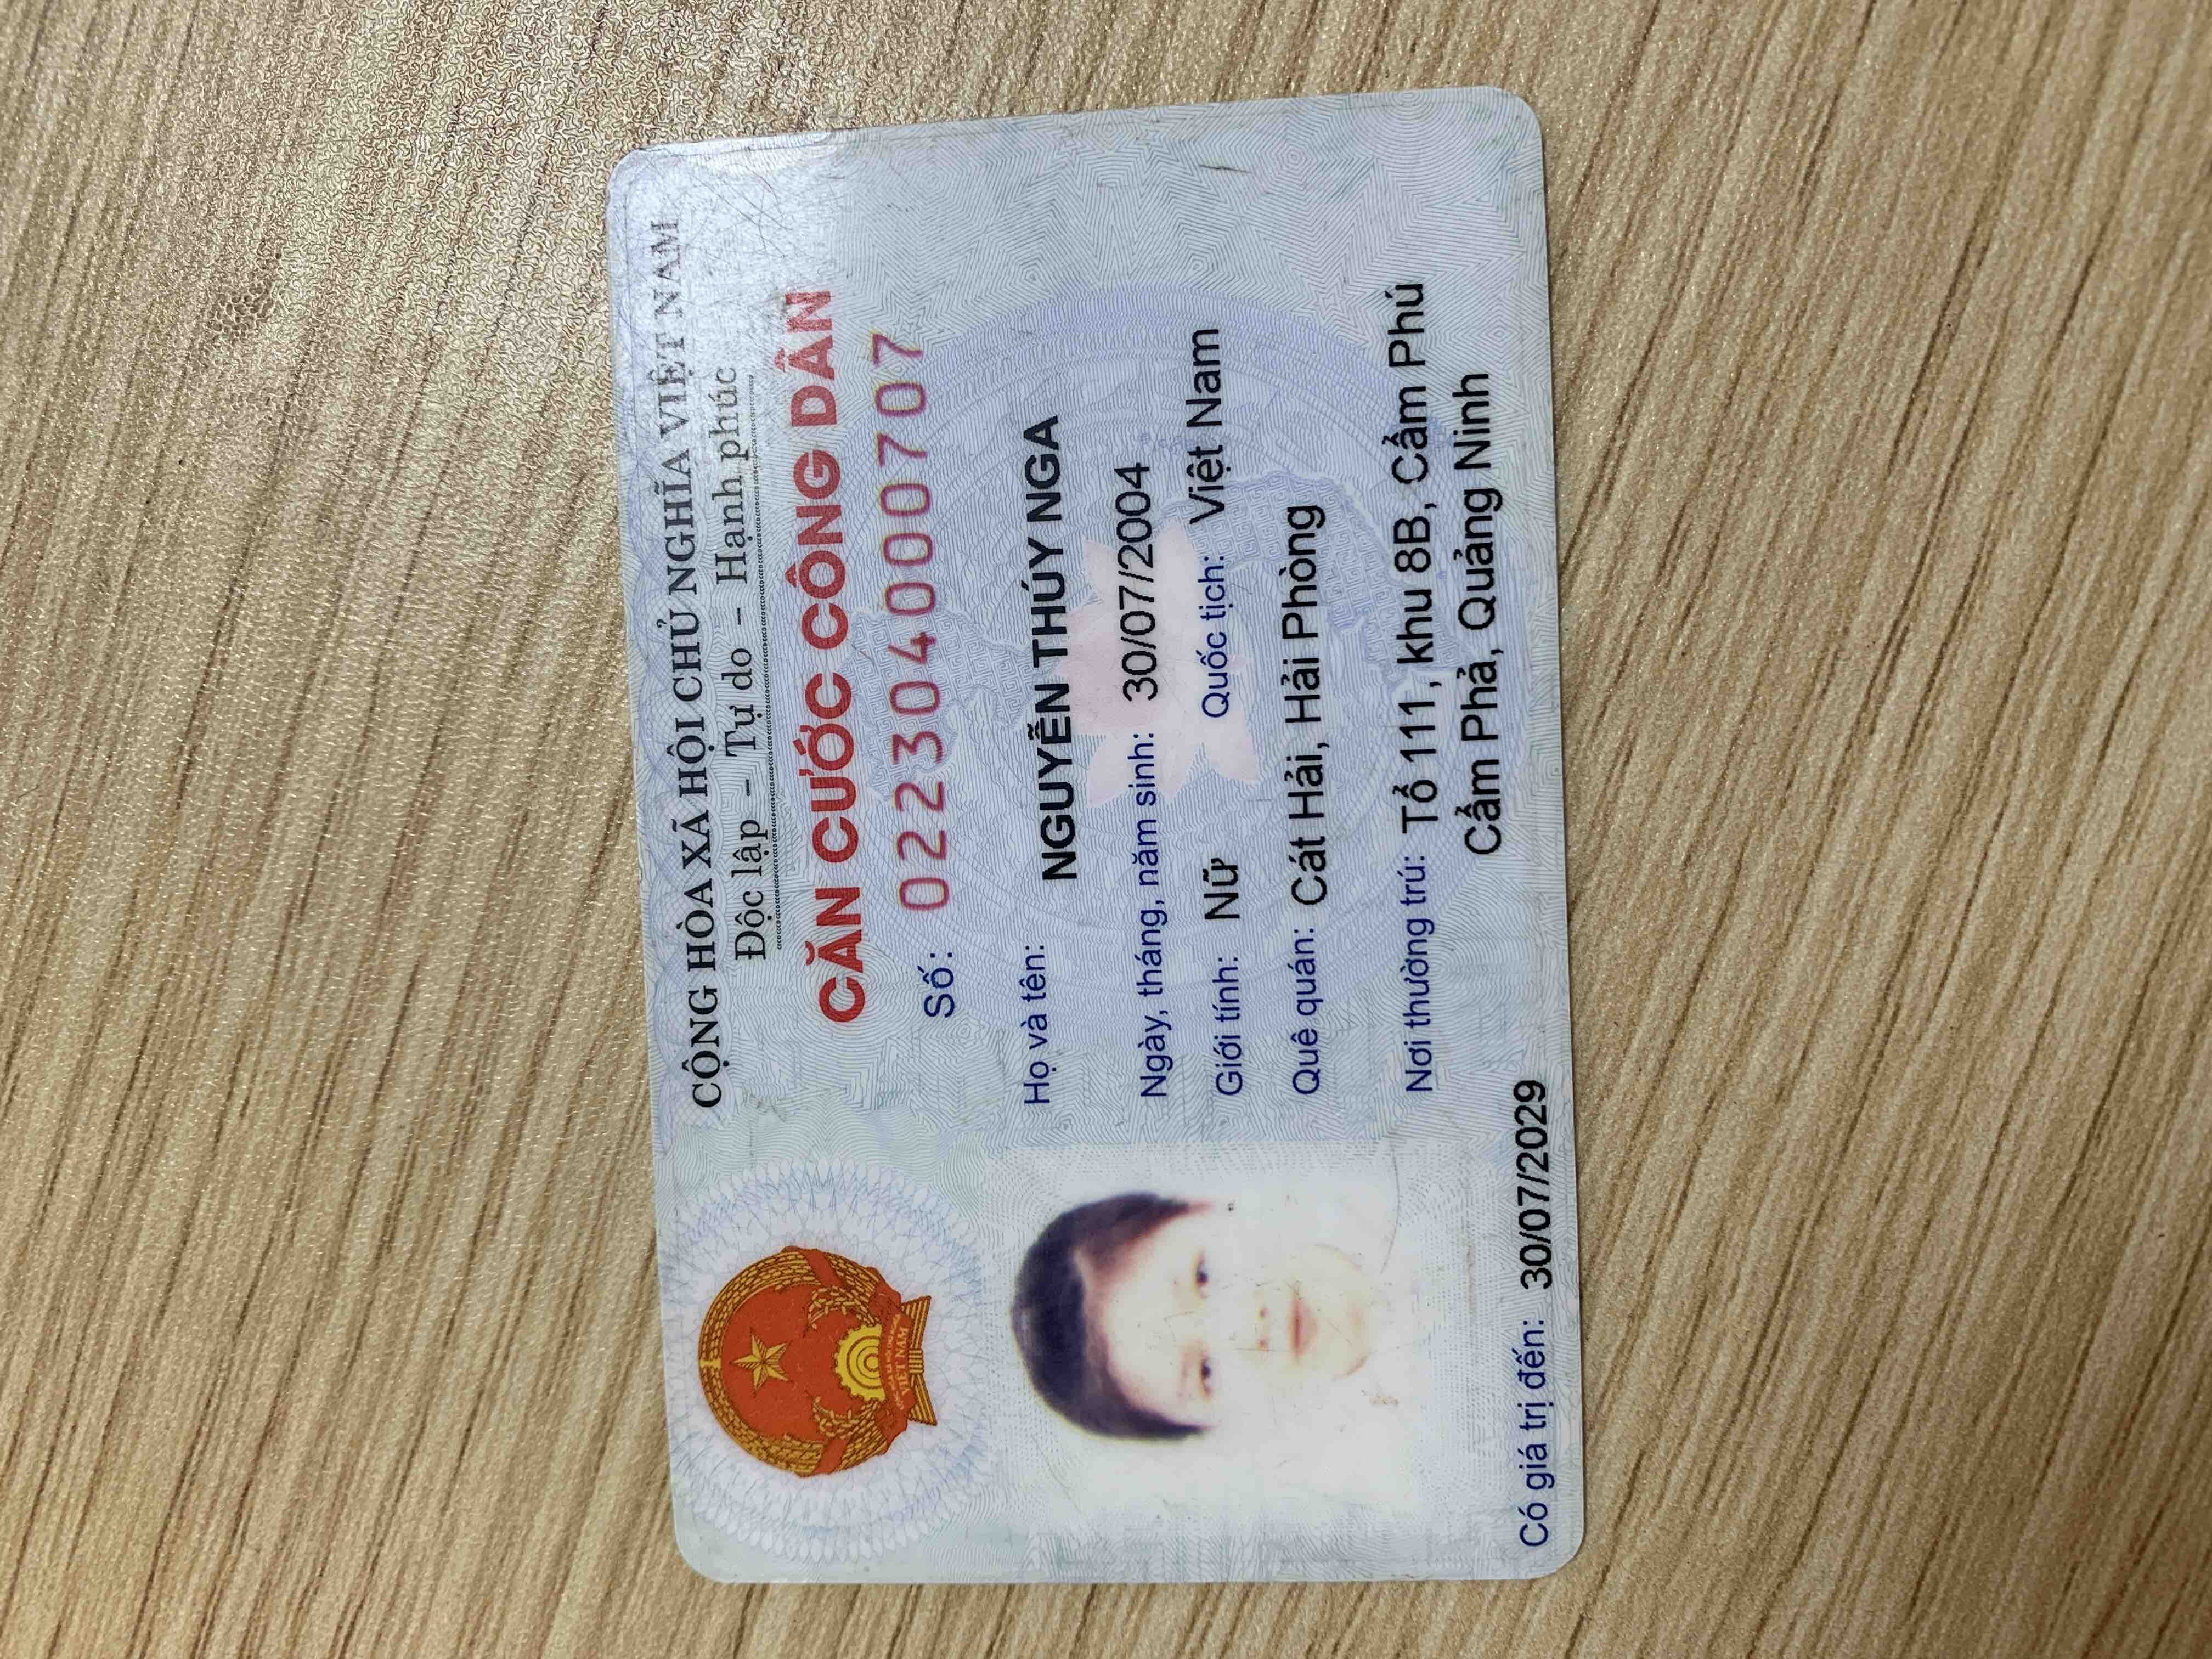 CỘNG HÒA XÃ HỘI CHỦ NGHĨA VIỆT NAM
Độc lập – Tự do – Hạnh phúc
CĂN CƯỚC CÔNG DÂN
Số: 022304000707
Họ và tên:
NGUYỄN THÚY NGA
Ngày, tháng, năm sinh: 30/07/2004
Giới tính: Nữ Quốc tịch: Việt Nam
Quê quán: Cát Hải, Hải Phòng
Nơi thường trú: Tổ 111, khu 8B, Cẩm Phú
Cẩm Phả, Quảng Ninh
Có giá trị đến: 30/07/2029
VIỆT NAM